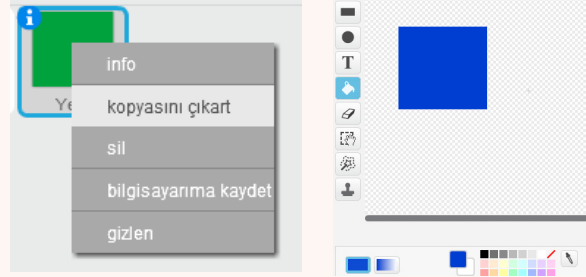 info
kopyasını çıkart
sil
bilgisayarıma kaydet
gizlen
T